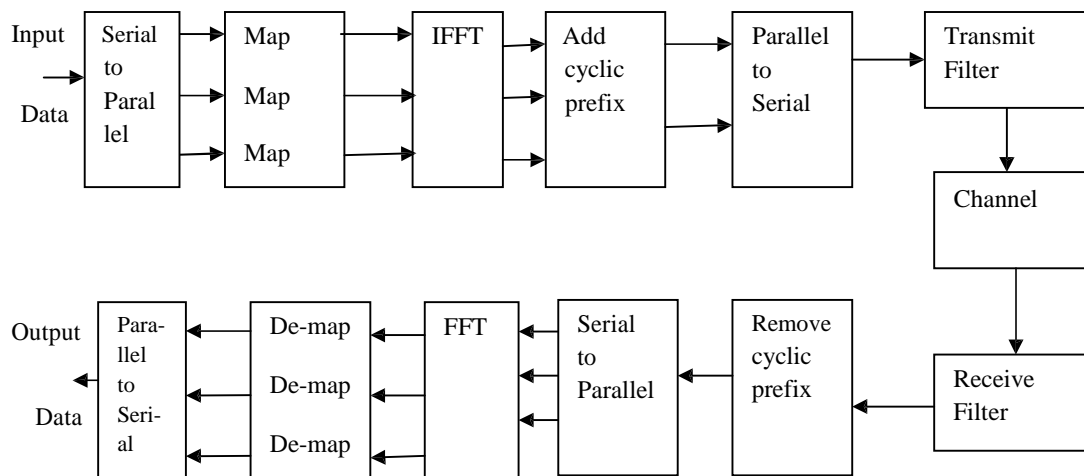 Input
Data
Serial
to
Paral
lel
Map
Map
Map
IFFT
Add
cyclic
prefix
Parallel
to
Serial
Transmit
Filter
Channel
Output
Data
Para-
llel
to
Seri-
al
De-map
De-map
De-map
FFT
Serial
to
Parallel
Remove
cyclic
prefix
Receive
Filter